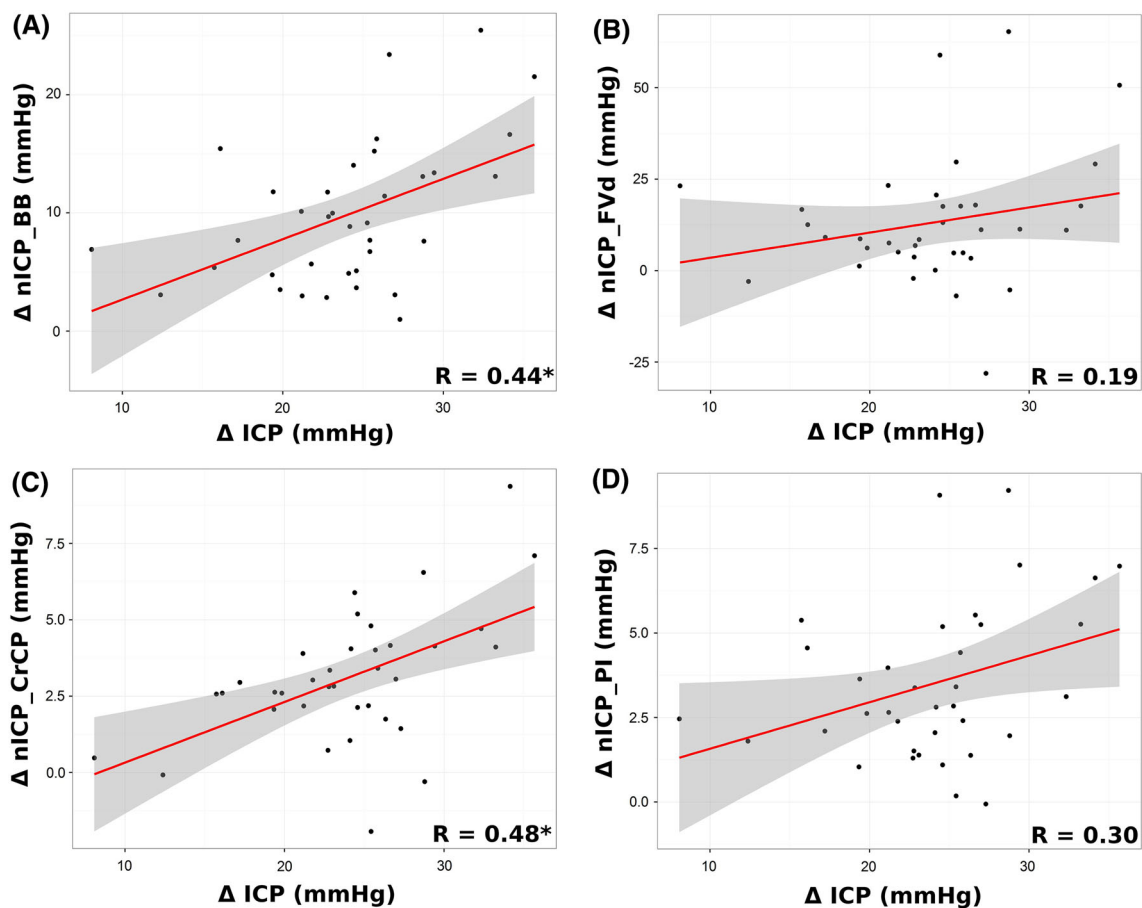 (A)
Δ nICP_BB (mmHg)
20
10
0
R = 0.44*
10 20 30
Δ ICP (mmHg)
(B)
Δ nICP_FVd (mmHg)
50
25
0
-25
R = 0.19
10 20 30
Δ ICP (mmHg)
(C)
Δ nICP_CrCP (mmHg)
7.5
5.0
2.5
0.0
R = 0.48*
10 20 30
Δ ICP (mmHg)
(D)
Δ nICP_PI (mmHg)
7.5
5.0
2.5
0.0
R = 0.30
10 20 30
Δ ICP (mmHg)